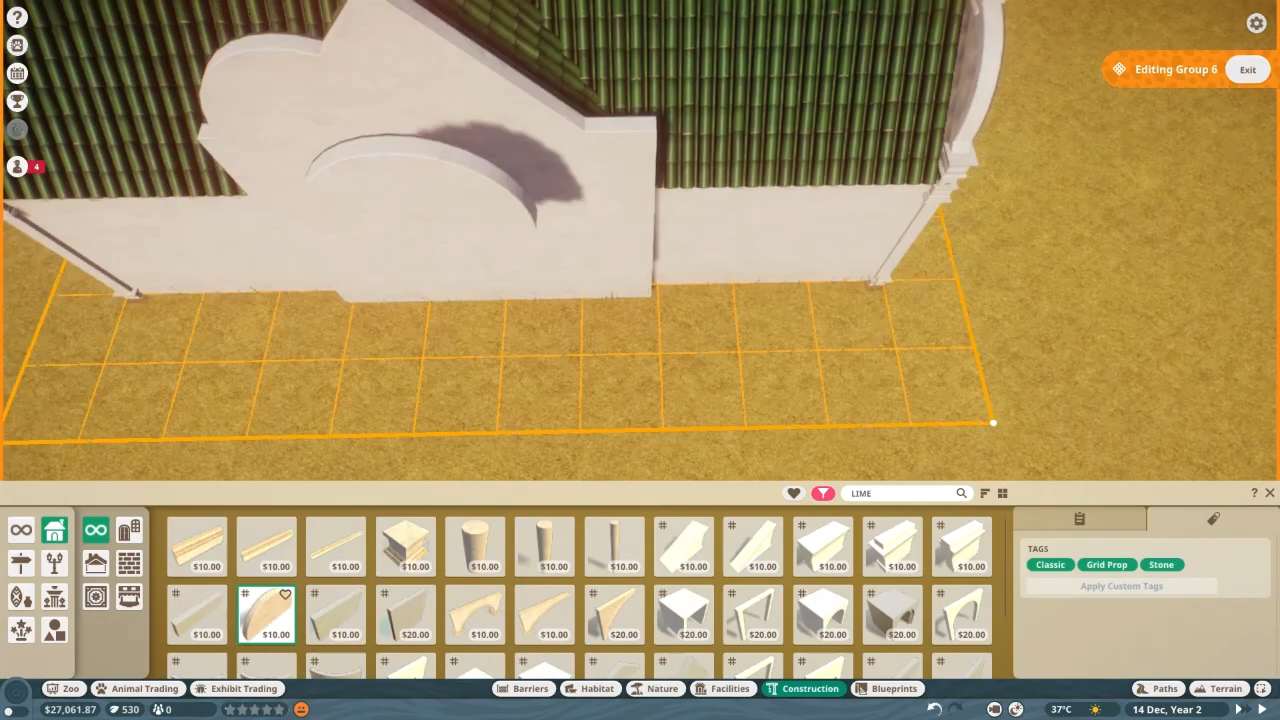 Editing Group 6 Exit
4
LIME
?
?
TAGS
Classic Grid Prop Stone
Apply Custom Tags
$10.00 $10.00 $10.00 $10.00 $10.00 $10.00 $10.00 $10.00 $10.00 $10.00 $10.00 $10.00
$10.00 $10.00 $10.00 $20.00 $10.00 $10.00 $20.00 $20.00 $20.00 $20.00 $20.00 $20.00
Zoo Animal Trading Exhibit Trading Barriers Habitat Nature Facilities Construction Blueprints Paths Terrain
$27,061.87 530 0 37°C 14 Dec, Year 2